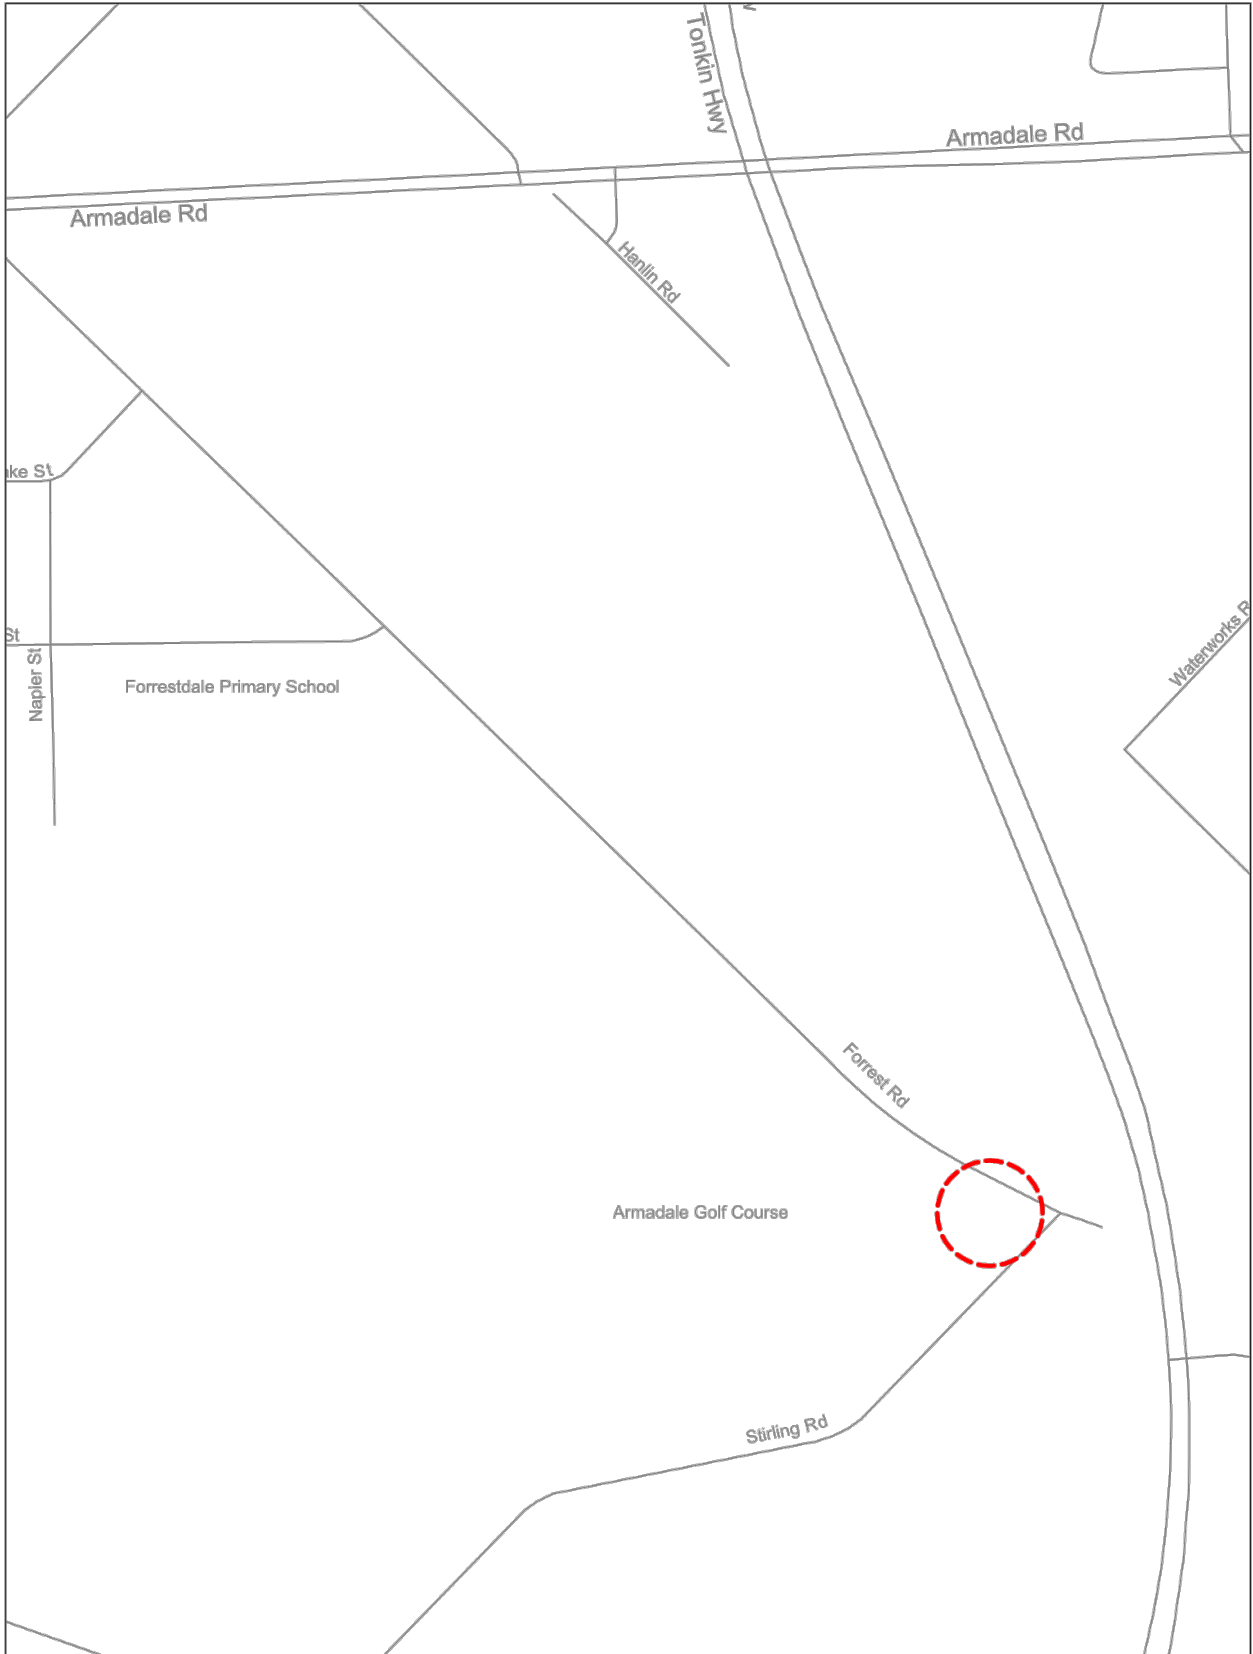 Tonkin Hwy
Armadale Rd
Armadale Rd
Hanlin Rd
ke St
St
Napier St
Forrestdale Primary School
Waterworks R
Forrest Rd
Armadale Golf Course
Stirling Rd